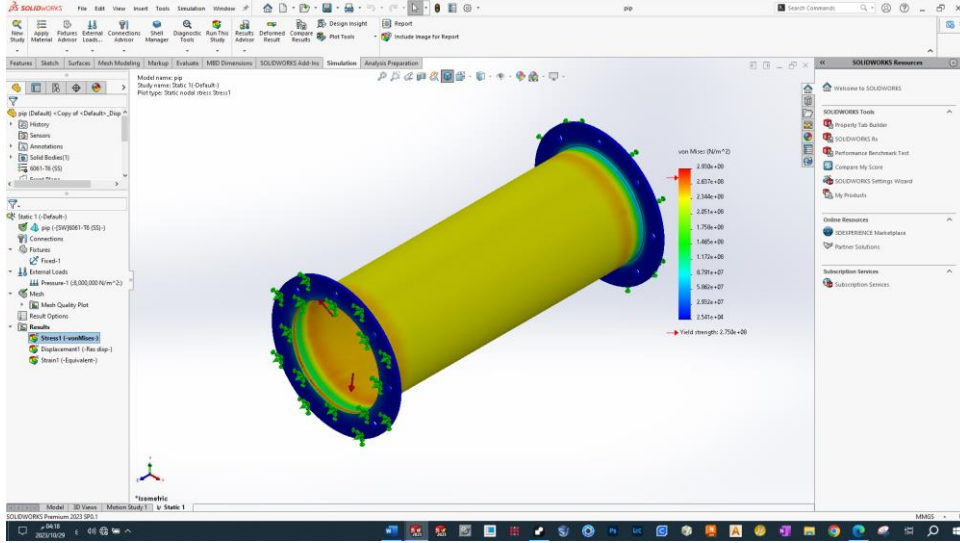 SOLIDWORKS File Edit View Insert Tools Simulation Window pip Search Commands
New Study Apply Material Fixtures Advisor External Loads... Connections Advisor Shell Manager Diagnostic Tools Run This Study Results Advisor Deformed Result Compare Results Design Insight Plot Tools Report Include Image for Report
Features Sketch Surfaces Mesh Modeling Markup Evaluate MBD Dimensions SOLIDWORKS Add-Ins Simulation Analysis Preparation
pip (Default) <Copy of <Default>_Disp
History
Sensors
Annotations
Solid Bodies(1)
6061-T6 (SS)
Front Plane
Static 1 (-Default-)
pip (-[SW]6061-T6 (SS)-)
Connections
Fixtures
Fixed-1
External Loads
Pressure-1 (:8,000,000 N/m^2:)
Mesh
Mesh Quality Plot
Result Options
Results
Stress1 (-vonMises-)
Displacement1 (-Res disp-)
Strain1 (-Equivalent-)
Model name: pip
Study name: Static 1(-Default-)
Plot type: Static nodal stress Stress1
von Mises (N/m^2)
2.930e+08
2.637e+08
2.344e+08
2.051e+08
1.758e+08
1.465e+08
1.172e+08
8.791e+07
5.862e+07
2.932e+07
2.541e+04
Yield strength: 2.750e+08
*Isometric
SOLIDWORKS Resources
Welcome to SOLIDWORKS
SOLIDWORKS Tools
Property Tab Builder
SOLIDWORKS Rx
Performance Benchmark Test
Compare My Score
SOLIDWORKS Settings Wizard
My Products
Online Resources
3DEXPERIENCE Marketplace
Partner Solutions
Subscription Services
Subscription Services
Model 3D Views Motion Study 1 Static 1
SOLIDWORKS Premium 2023 SP0.1 MMGS
04:18 م
2023/10/29